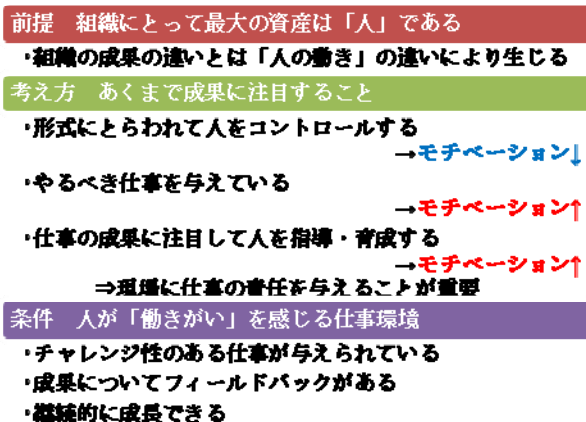 前提　組織にとって最大の資産は「人」である
・組織の成果の違いとは「人の動き」の違いにより生じる
考え方　あくまで成果に注目すること
・形式にとらわれて人をコントロールする
→モチベーション↓
・やるべき仕事を与えている
→モチベーション↑
・仕事の成果に注目して人を指導・育成する
→モチベーション↑
⇒現場に仕事の責任を与えることが重要
条件　人が「働きがい」を感じる仕事環境
・チャレンジ性のある仕事が与えられている
・成果についてフィールドバックがある
・継続的に成長できる